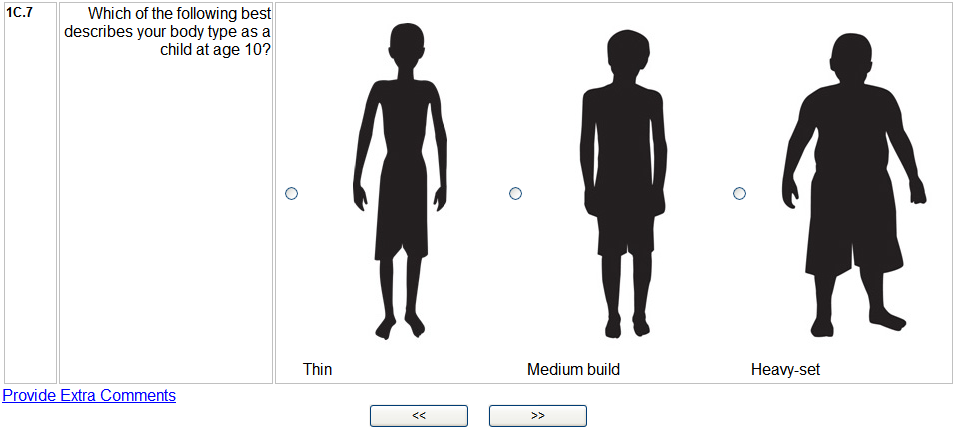 1C.7
Which of the following best
describes your body type as a
child at age 10?
Thin
Medium build
Heavy-set
Provide Extra Comments
<<
>>